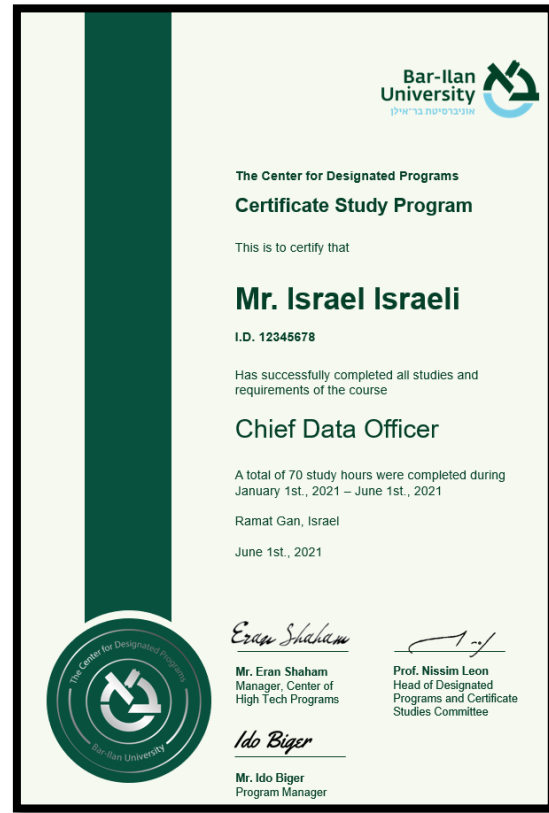 Bar-Ilan
University
אוניברסיטת בר־אילן
The Center for Designated Programs
Certificate Study Program
This is to certify that
Mr. Israel Israeli
I.D. 12345678
Has successfully completed all studies and
requirements of the course
Chief Data Officer
A total of 70 study hours were completed during
January 1st., 2021 – June 1st., 2021
Ramat Gan, Israel
June 1st., 2021
Eran Shaham
Mr. Eran Shaham
Manager, Center of
High Tech Programs
Prof. Nissim Leon
Head of Designated
Programs and Certificate
Studies Committee
Ido Biger
Mr. Ido Biger
Program Manager
The Center for Designated Programs
Bar-Ilan University